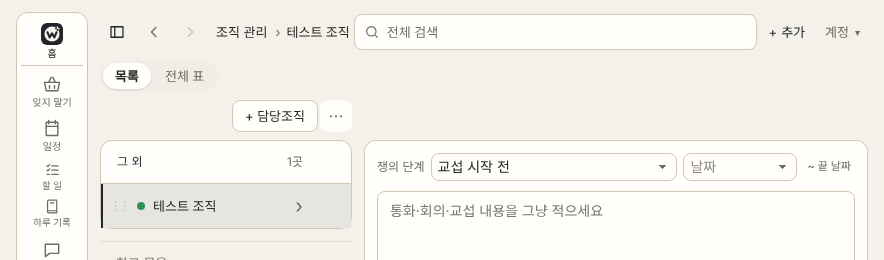 홈
잊지 말기
일정
할 일
하루 기록
조직 관리 › 테스트 조직
전체 검색
+ 추가
계정 ▾
목록
전체 표
+ 담당조직
···
그 외
1곳
테스트 조직
쟁의 단계
교섭 시작 전
날짜
~ 끝 날짜
통화·회의·교섭 내용을 그냥 적으세요